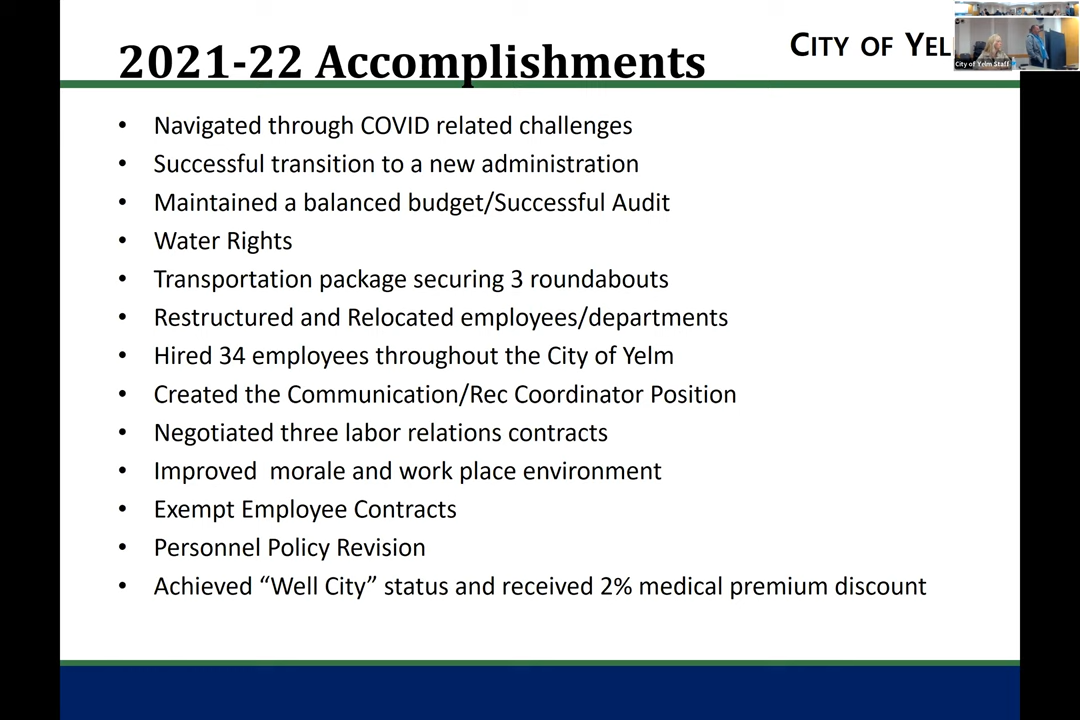 2021-22 Accomplishments
CITY OF YEL
City of Yelm Staff
• Navigated through COVID related challenges
• Successful transition to a new administration
• Maintained a balanced budget/Successful Audit
• Water Rights
• Transportation package securing 3 roundabouts
• Restructured and Relocated employees/departments
• Hired 34 employees throughout the City of Yelm
• Created the Communication/Rec Coordinator Position
• Negotiated three labor relations contracts
• Improved  morale and work place environment
• Exempt Employee Contracts
• Personnel Policy Revision
• Achieved “Well City” status and received 2% medical premium discount